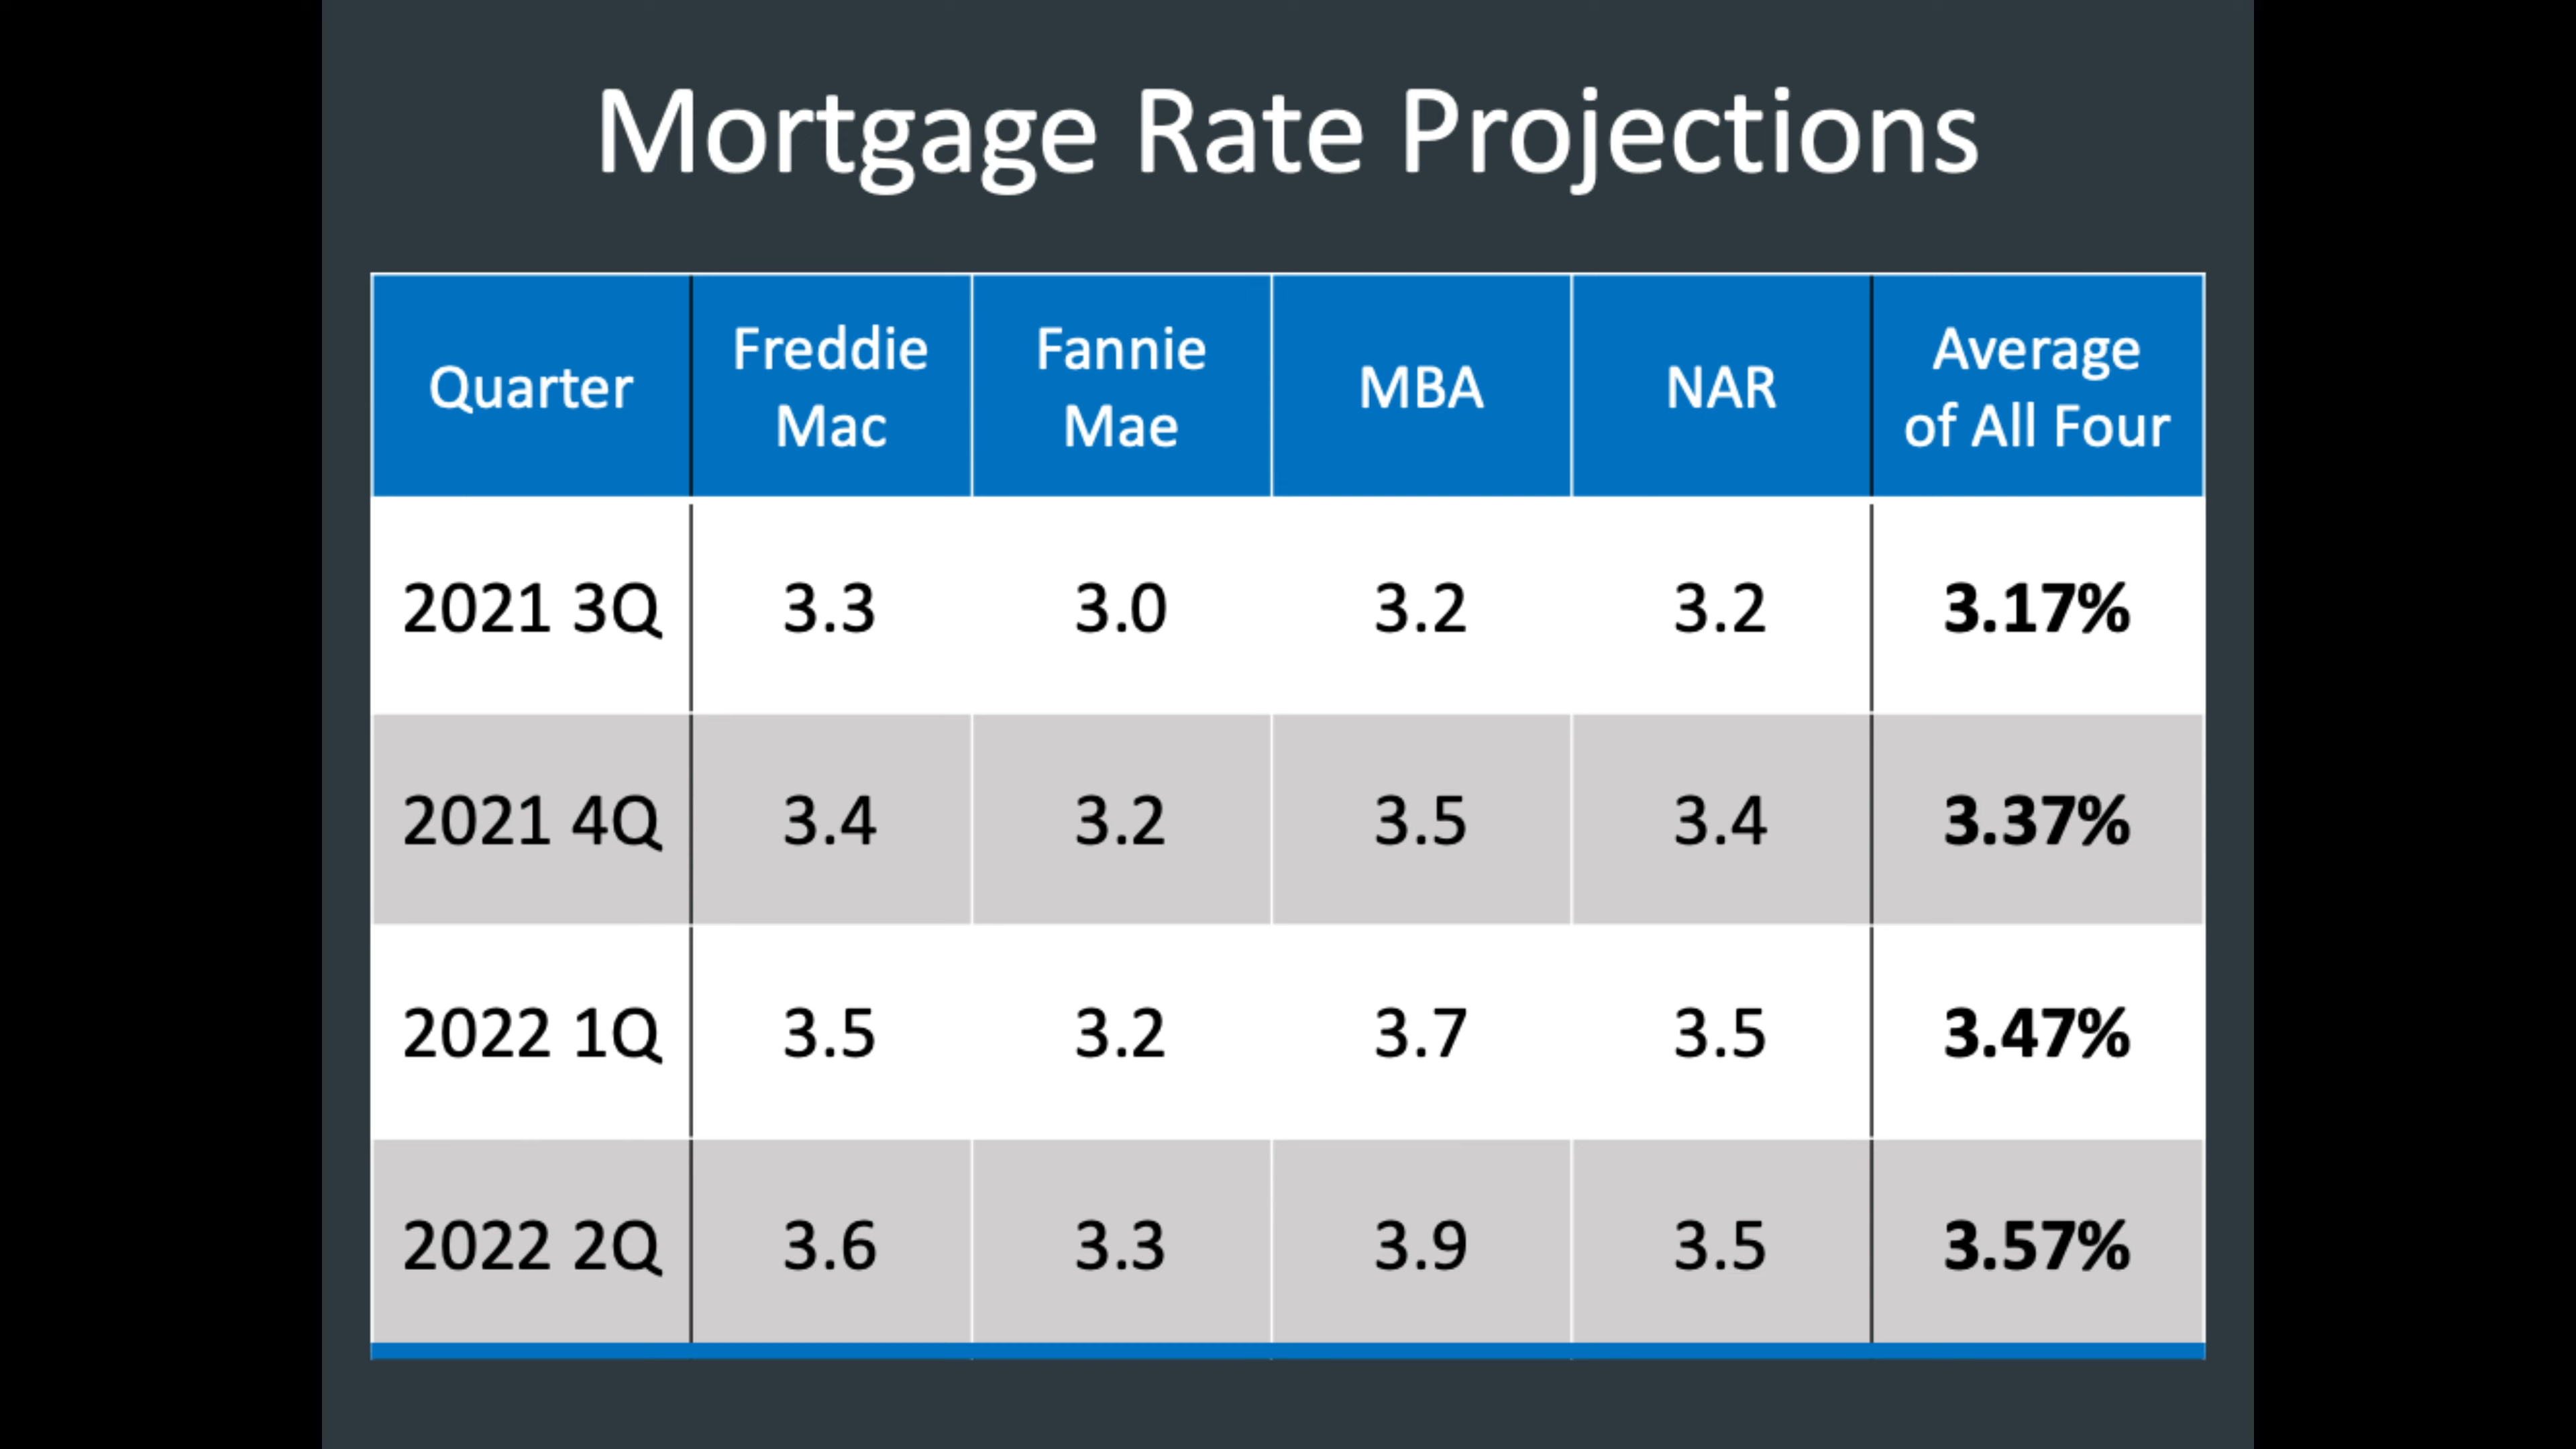 Mortgage Rate Projections
Quarter Freddie Mac Fannie Mae MBA NAR Average of All Four
2021 3Q 3.3 3.0 3.2 3.2 3.17%
2021 4Q 3.4 3.2 3.5 3.4 3.37%
2022 1Q 3.5 3.2 3.7 3.5 3.47%
2022 2Q 3.6 3.3 3.9 3.5 3.57%